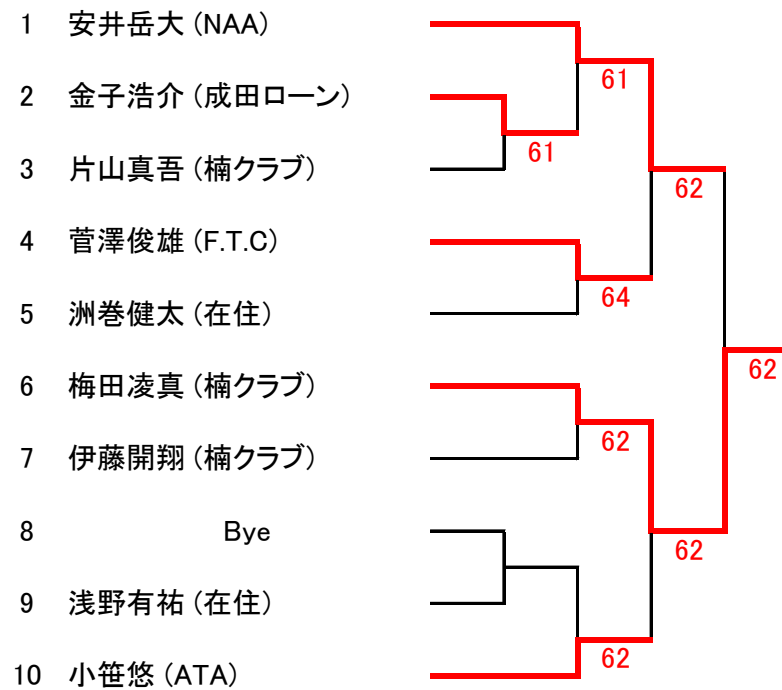 1 安井岳大 (NAA)
61
2 金子浩介 (成田ローン)
61
3 片山真吾 (楠クラブ)
62
4 菅澤俊雄 (F.T.C)
64
5 洲巻健太 (在住)
62
6 梅田凌真 (楠クラブ)
62
7 伊藤開翔 (楠クラブ)
8 Bye
62
9 浅野有祐 (在住)
62
10 小笹悠 (ATA)